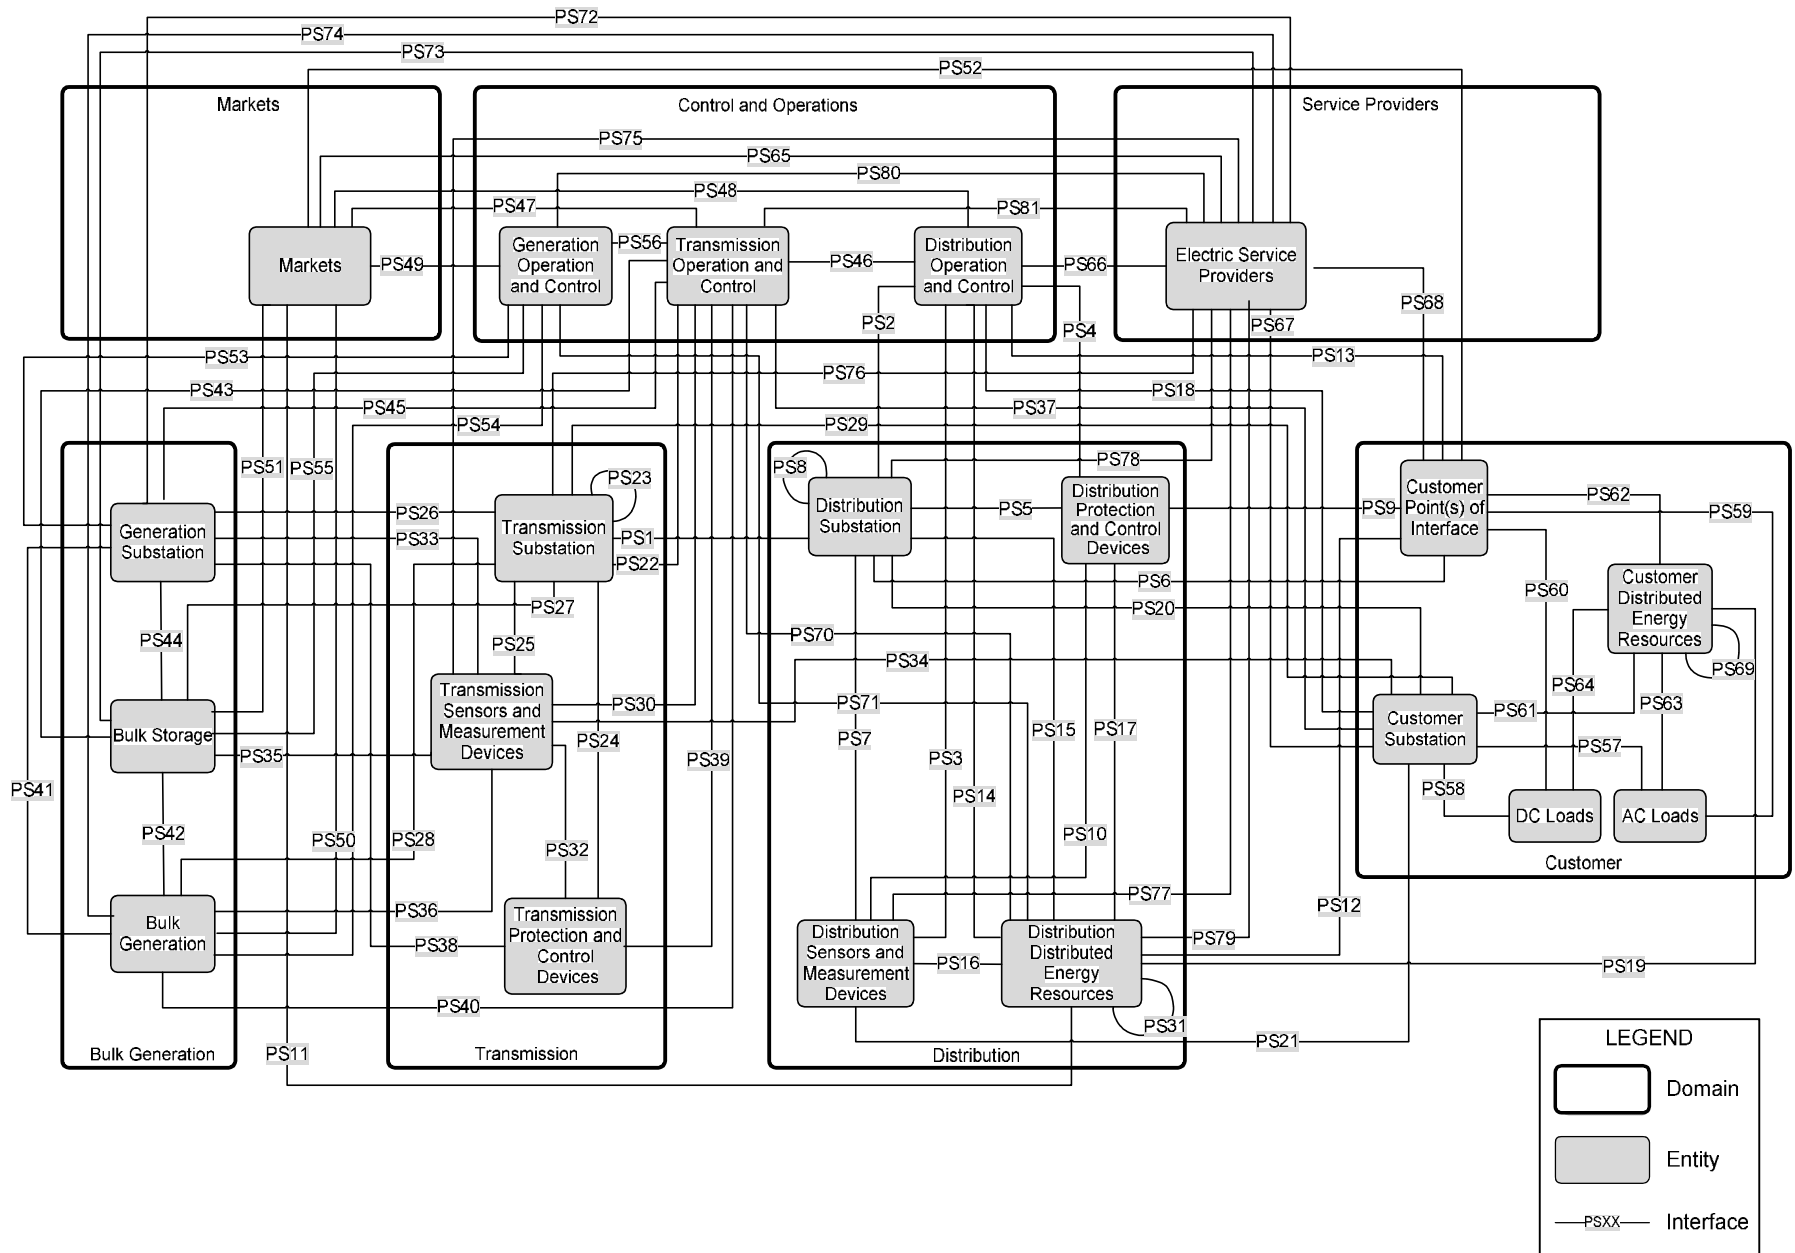 PS72
PS74
PS73
PS52
Markets
Control and Operations
Service Providers
PS75
PS65
PS80
PS48
PS47
PS81
Markets
PS49
Generation
Operation
and Control
PS56
Transmission
Operation and
Control
PS46
Distribution
Operation
and Control
PS66
Electric Service
Providers
PS68
PS2
PS4
PS67
PS53
PS13
PS76
PS43
PS18
PS45
PS37
PS54
PS29
PS51
PS55
PS23
PS8
PS78
Generation
Substation
PS26
PS33
Transmission
Substation
PS1
PS22
Distribution
Substation
PS5
Distribution
Protection
and Control
Devices
PS9
Customer
Point(s) of
Interface
PS62
PS59
PS6
PS60
Customer
Distributed
Energy
Resources
PS27
PS20
PS44
PS25
PS70
PS34
PS69
PS64
PS63
Bulk Storage
Transmission
Sensors and
Measurement
Devices
PS30
PS71
PS61
Customer
Substation
PS35
PS24
PS7
PS15
PS17
PS57
PS39
PS3
PS41
PS58
PS14
DC Loads
AC Loads
PS42
PS50
PS28
PS32
PS10
Customer
PS77
PS12
Bulk
Generation
PS36
PS38
Transmission
Protection and
Control
Devices
Distribution
Sensors and
Measurement
Devices
PS16
Distribution
Distributed
Energy
Resources
PS79
PS19
PS40
PS31
PS21
Bulk Generation
PS11
Transmission
Distribution
LEGEND
Domain
Entity
PSXX
Interface